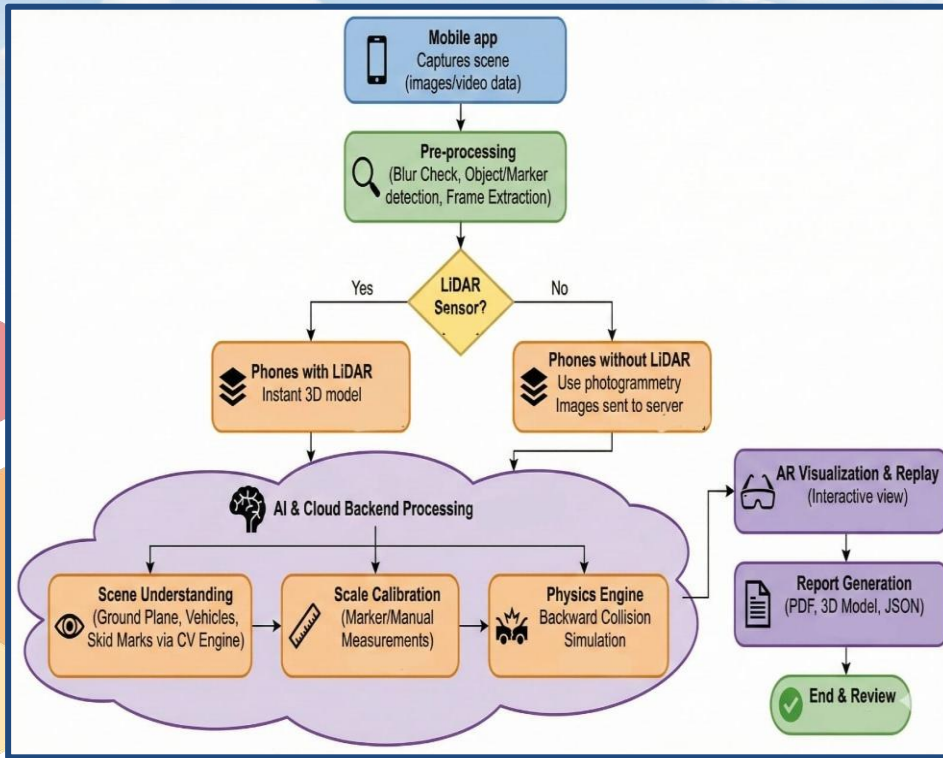 Mobile app
Captures scene
(images/video data)
Pre-processing
(Blur Check, Object/Marker
detection, Frame Extraction)
LiDAR
Sensor?
Yes
No
Phones with LiDAR
Instant 3D model
Phones without LiDAR
Use photogrammetry
Images sent to server
AI & Cloud Backend Processing
Scene Understanding
(Ground Plane, Vehicles,
Skid Marks via CV Engine)
Scale Calibration
(Marker/Manual
Measurements)
Physics Engine
Backward Collision
Simulation
AR Visualization & Replay
(Interactive view)
Report Generation
(PDF, 3D Model, JSON)
End & Review